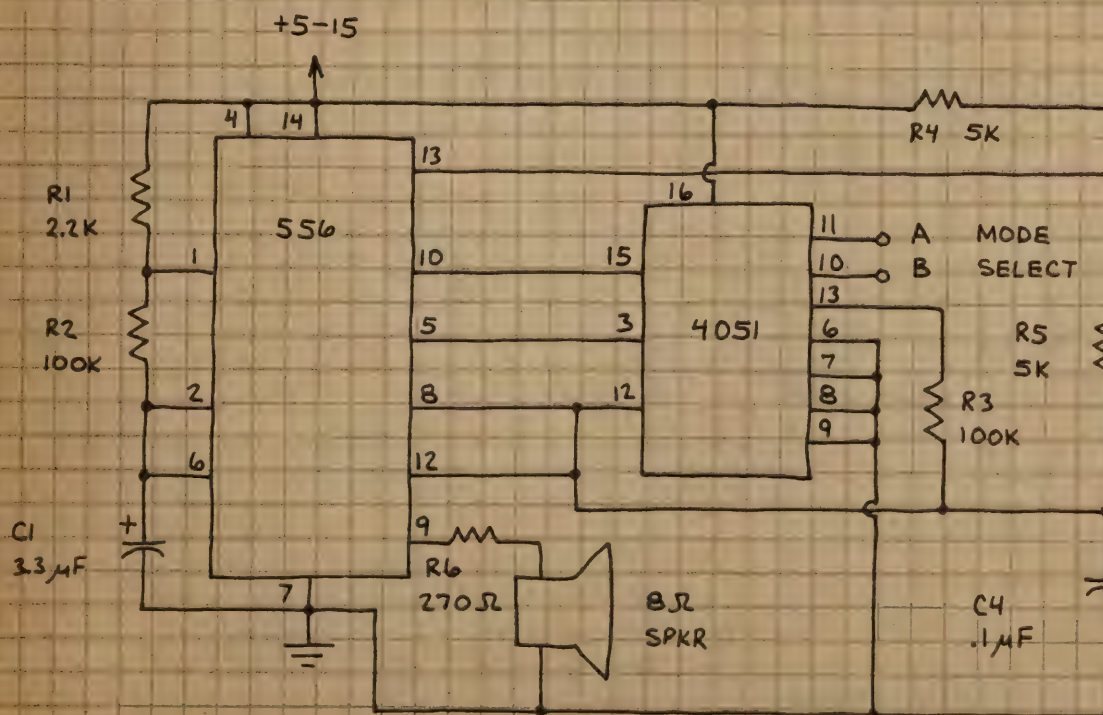 +5-15
4 14
R4 5K
13
R1
2.2K
556
16
11 A MODE
1
10
15
10 B SELECT
13
R2
100K
5
3
4051
6
R5
5K
7
2
8
12
8
R3
100K
9
6
12
C1
3.3µF
+
9
R6
270Ω
7
8Ω
SPKR
C4
.1µF